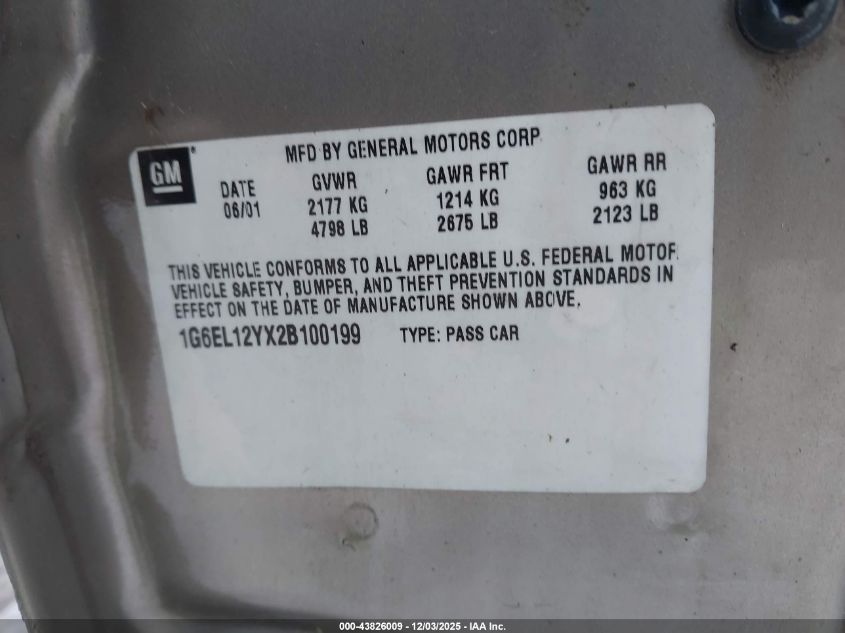 MFD BY GENERAL MOTORS CORP
GM
DATE GVWR GAWR FRT GAWR RR
06/01 2177 KG 1214 KG 963 KG
4798 LB 2675 LB 2123 LB
THIS VEHICLE CONFORMS TO ALL APPLICABLE U.S. FEDERAL MOTOR
VEHICLE SAFETY, BUMPER, AND THEFT PREVENTION STANDARDS IN
EFFECT ON THE DATE OF MANUFACTURE SHOWN ABOVE.
1G6EL12YX2B100199 TYPE: PASS CAR
000-43826009 - 12/03/2025 - IAA Inc.